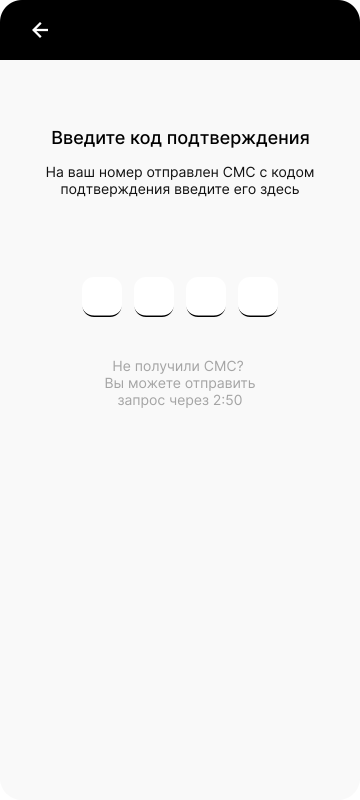 Введите код подтверждения
На ваш номер отправлен СМС с кодом
подтверждения введите его здесь
Не получили СМС?
Вы можете отправить
запрос через 2:50